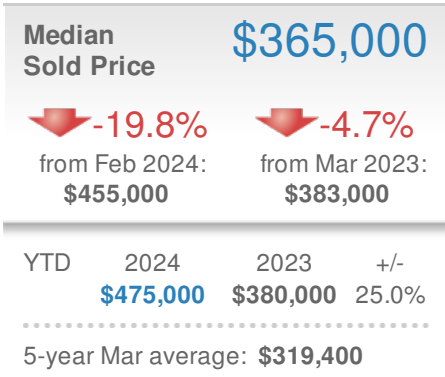 Median $365,000
Sold Price
-19.8% -4.7%
from Feb 2024: from Mar 2023:
$455,000 $383,000
YTD 2024 2023 +/-
$475,000 $380,000 25.0%
5-year Mar average: $319,400